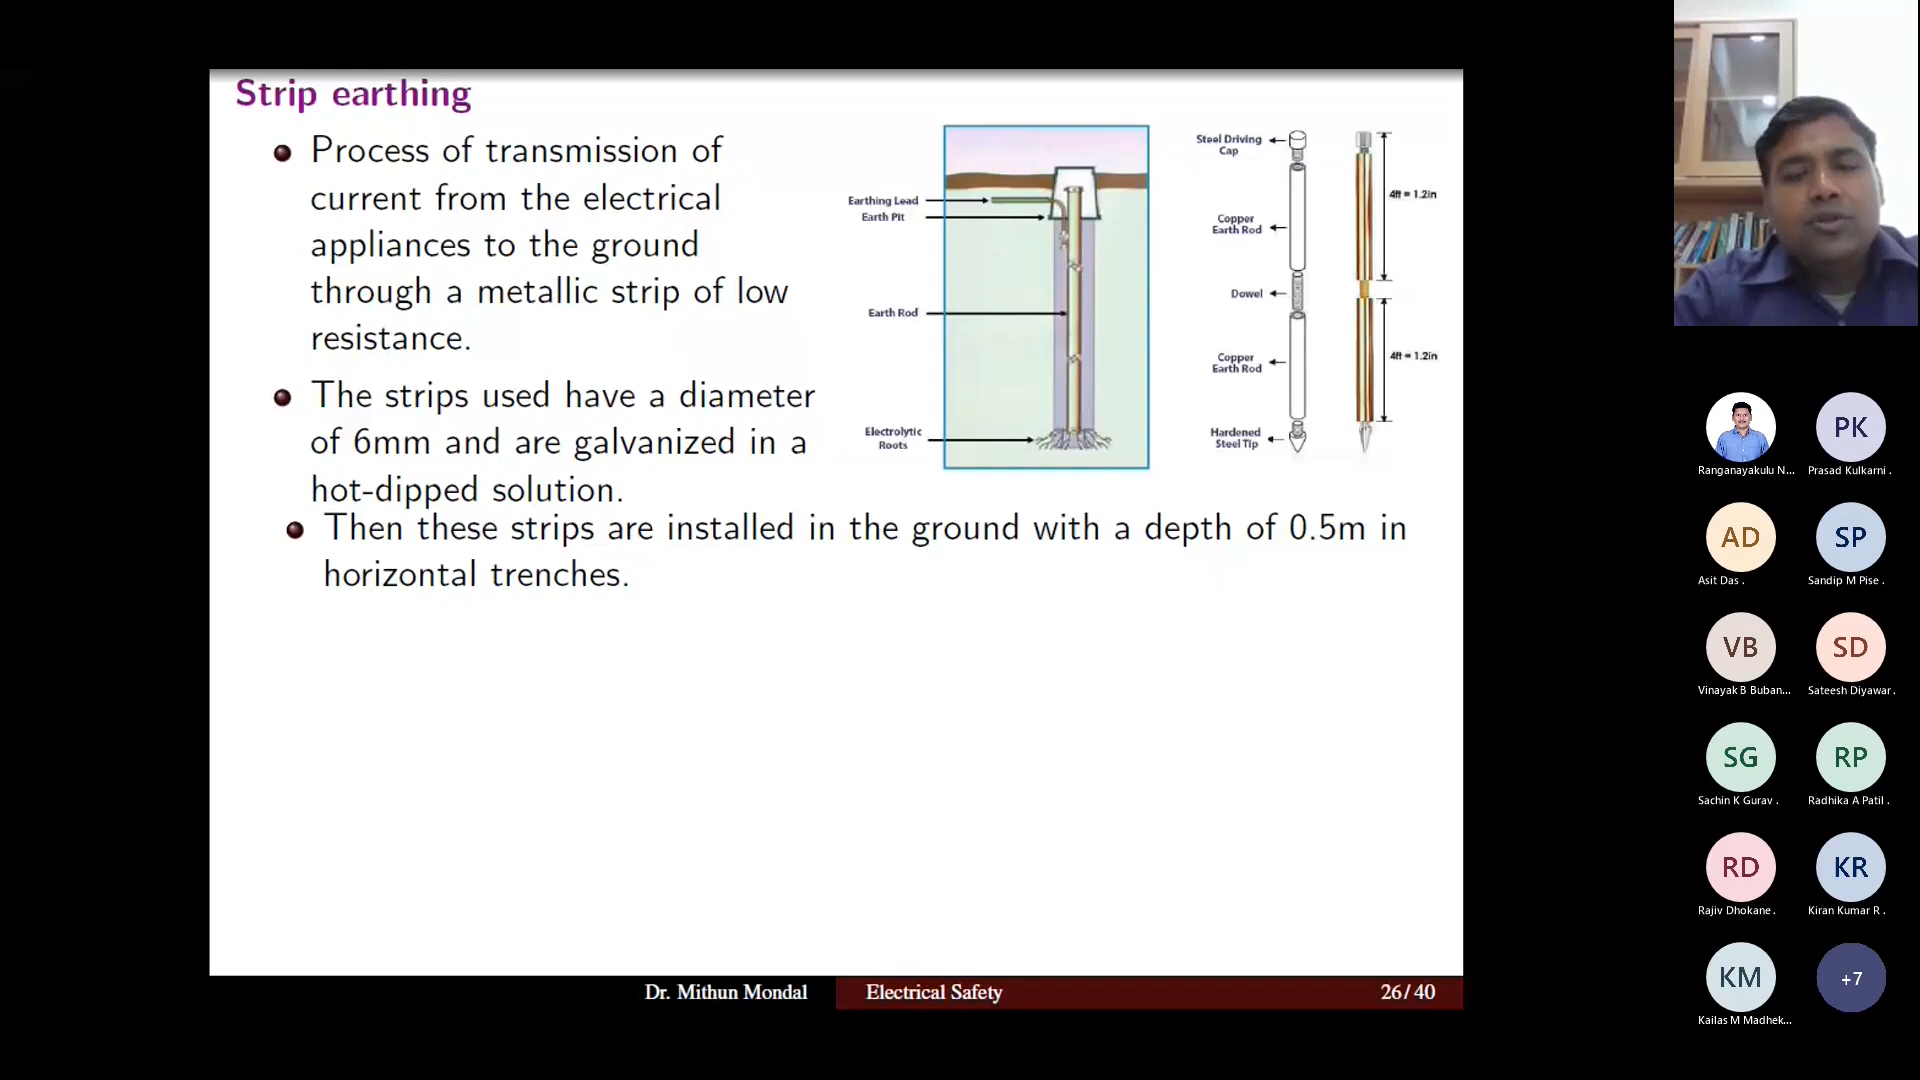 Strip earthing
Process of transmission of
current from the electrical
appliances to the ground
through a metallic strip of low
resistance.
The strips used have a diameter
of 6mm and are galvanized in a
hot-dipped solution.
Then these strips are installed in the ground with a depth of 0.5m in
horizontal trenches.
Earthing Lead
Earth Pit
Earth Rod
Electrolytic
Roots
Steel Driving
Cap
Copper
Earth Rod
Dowel
Copper
Earth Rod
Hardened
Steel Tip
4ft = 1.2in
4ft = 1.2in
Dr. Mithun Mondal
Electrical Safety
26/40
Ranganayakulu N...
PK
Prasad Kulkarni .
AD
Asit Das .
SP
Sandip M Pise .
VB
Vinayak B Buban...
SD
Sateesh Diyawar .
SG
Sachin K Gurav .
RP
Radhika A Patil .
RD
Rajiv Dhokane .
KR
Kiran Kumar R .
KM
Kailas M Madhek...
+7